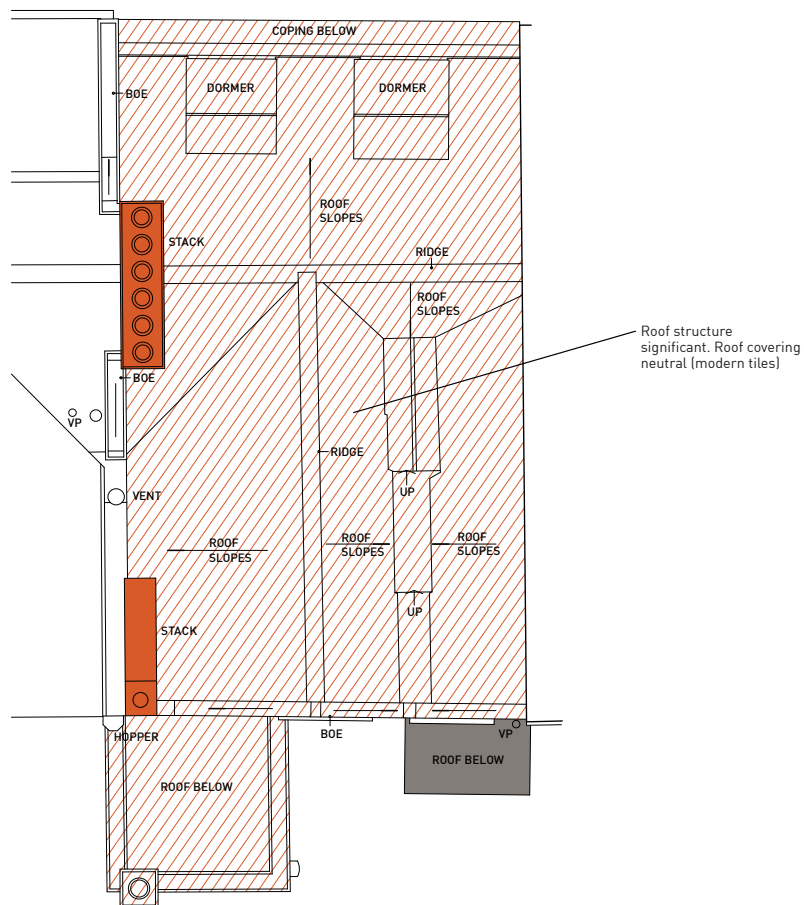 COPING BELOW
DORMER
DORMER
BOE
ROOF
SLOPES
STACK
RIDGE
ROOF
SLOPES
Roof structure
significant. Roof covering
neutral (modern tiles)
BOE
VP
RIDGE
UP
VENT
ROOF
SLOPES
ROOF
SLOPES
ROOF
SLOPES
UP
STACK
HOPPER
BOE
VP
ROOF BELOW
ROOF BELOW